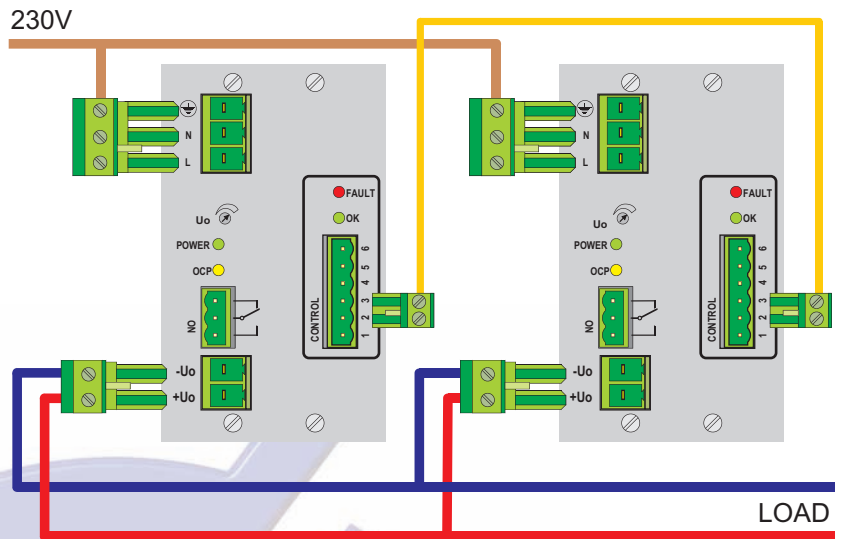 230V
N
L
Uo
POWER
OCP
NO
-Uo
+Uo
FAULT
OK
CONTROL
1 2 3 4 5 6
N
L
Uo
POWER
OCP
NO
-Uo
+Uo
FAULT
OK
CONTROL
1 2 3 4 5 6
LOAD